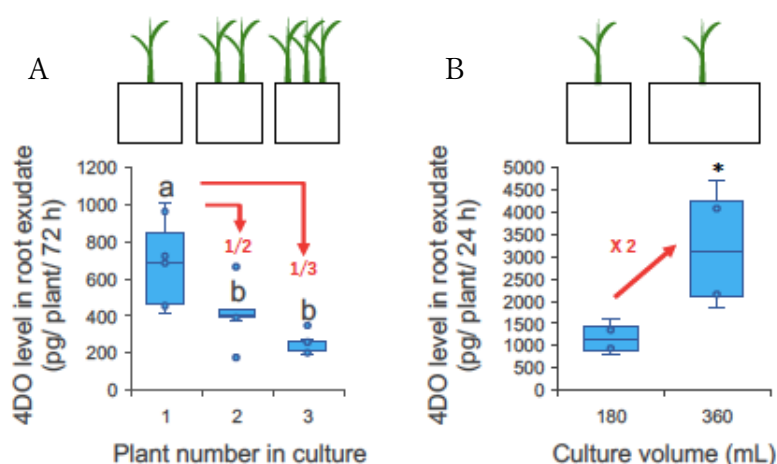 A
4DO level in root exudate
(pg/ plant/ 72 h)
1200
1000
800
600
400
200
0
a
1/2
b
1/3
b
1
2
3
Plant number in culture
B
4DO level in root exudate
(pg/ plant/ 24 h)
5000
4500
4000
3500
3000
2500
2000
1500
1000
500
0
*
X 2
180
360
Culture volume (mL)